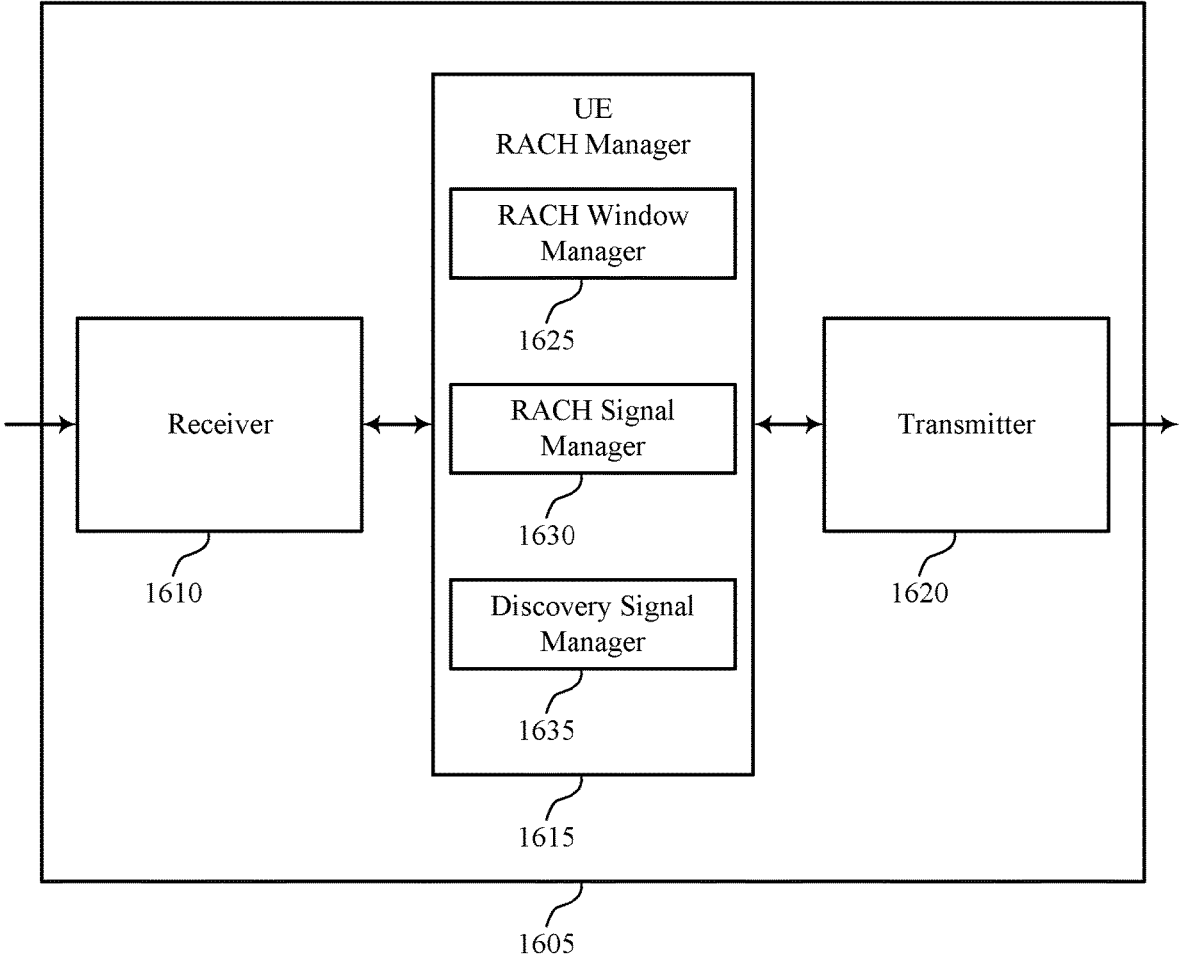 UE
RACH Manager
RACH Window
Manager
1625
Receiver
1610
RACH Signal
Manager
1630
Transmitter
1620
Discovery Signal
Manager
1635
1615
1605